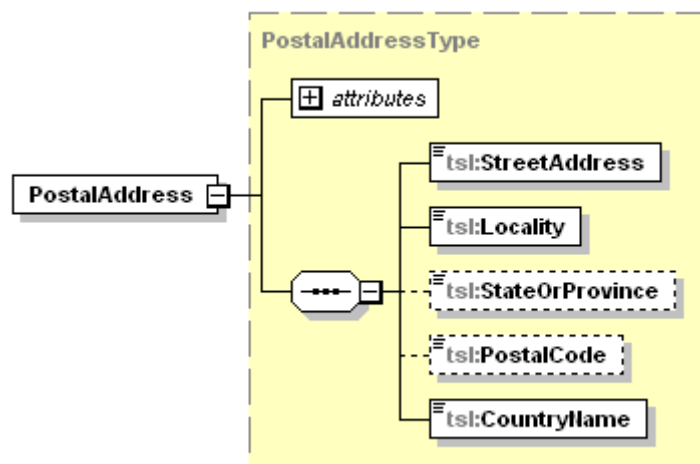 PostalAddressType
attributes
tsl:StreetAddress
PostalAddress
tsl:Locality
tsl:StateOrProvince
tsl:PostalCode
tsl:CountryName